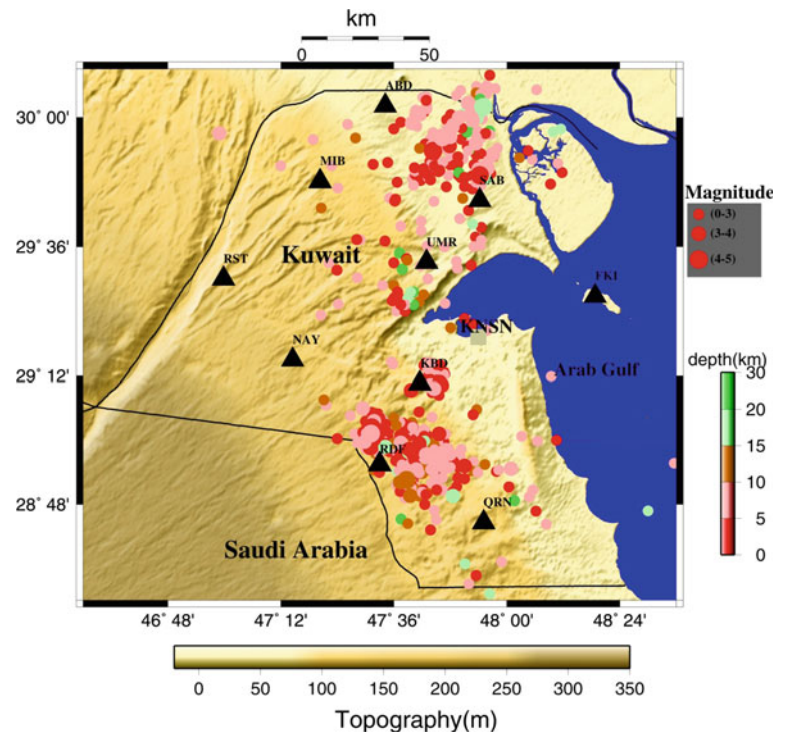 km
0 50
ABD
30° 00'
MIB
SAB
Magnitude
(0-3)
(3-4)
(4-5)
29° 36'
Kuwait
UMR
RST
FKI
KNSN
NAY
Arab Gulf
depth(km)
KBD
29° 12'
30
20
15
10
5
0
RDF
28° 48'
QRN
Saudi Arabia
46° 48' 47° 12' 47° 36' 48° 00' 48° 24'
0 50 100 150 200 250 300 350
Topography(m)